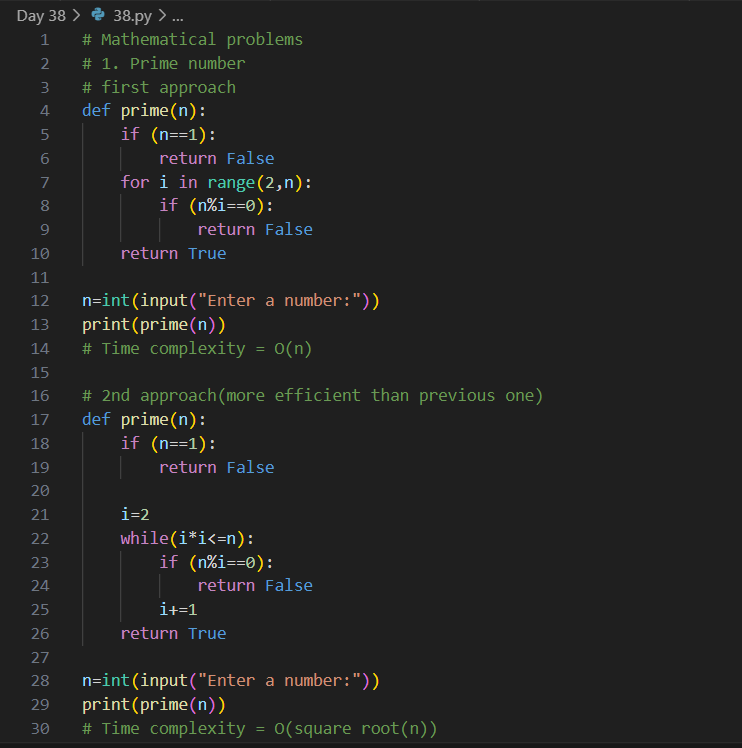 Day 38 > 38.py > ...
1 # Mathematical problems
2 # 1. Prime number
3 # first approach
4 def prime(n):
5     if (n==1):
6         return False
7     for i in range(2,n):
8         if (n%i==0):
9             return False
10     return True
11
12 n=int(input("Enter a number:"))
13 print(prime(n))
14 # Time complexity = O(n)
15
16 # 2nd approach(more efficient than previous one)
17 def prime(n):
18     if (n==1):
19         return False
20
21     i=2
22     while(i*i<=n):
23         if (n%i==0):
24             return False
25         i+=1
26     return True
27
28 n=int(input("Enter a number:"))
29 print(prime(n))
30 # Time complexity = O(square root(n))